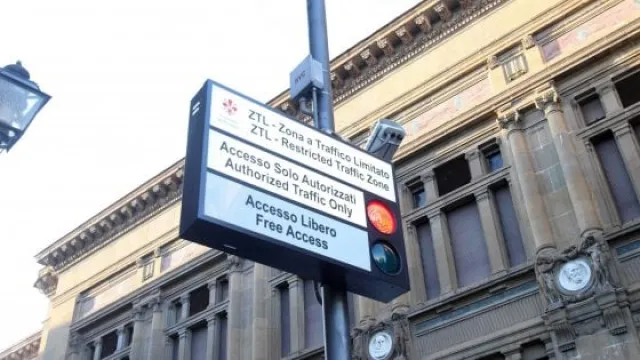 ZTL - Zona a Traffico Limitato
ZTL - Restricted Traffic Zone
Accesso Solo Autorizzati
Authorized Traffic Only
Accesso Libero
Free Access